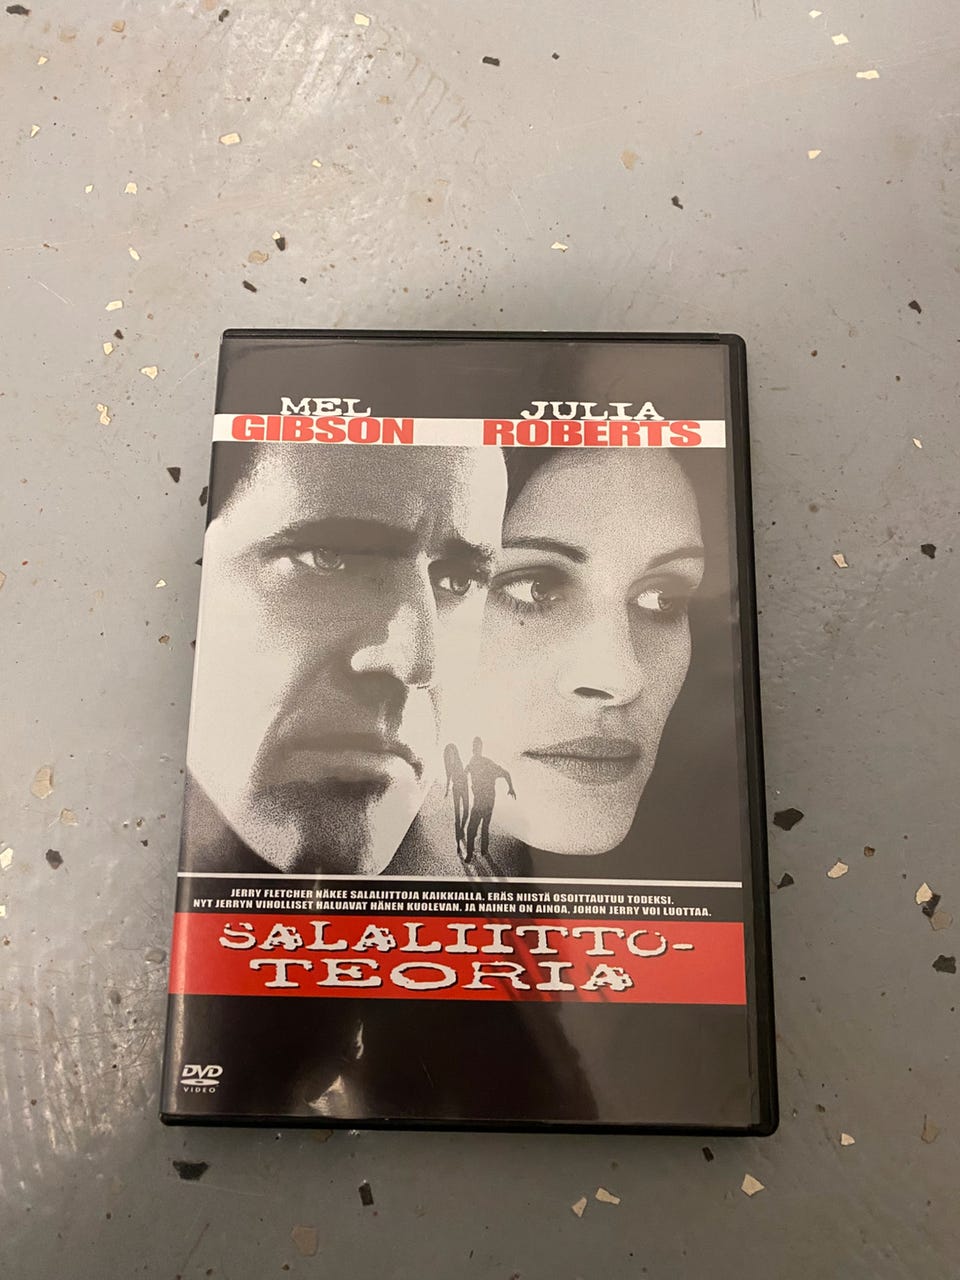 MEL JULIA
GIBSON ROBERTS
JERRY FLETCHER NÄKEE SALALIITTOJA KAIKKIALLA. ERÄS NIISTÄ OSOITTAUTUU TODEKSI.
NYT JERRYN VIHOLLISET HALUAVAT HÄNEN KUOLEVAN. JA NAINEN ON AINOA, JOHON JERRY VOI LUOTTAA.
SALALIITTO-
TEORIA
DVD
VIDEO